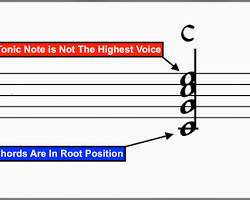 C
Tonic Note is Not The Highest Voice
hords Are In Root Position